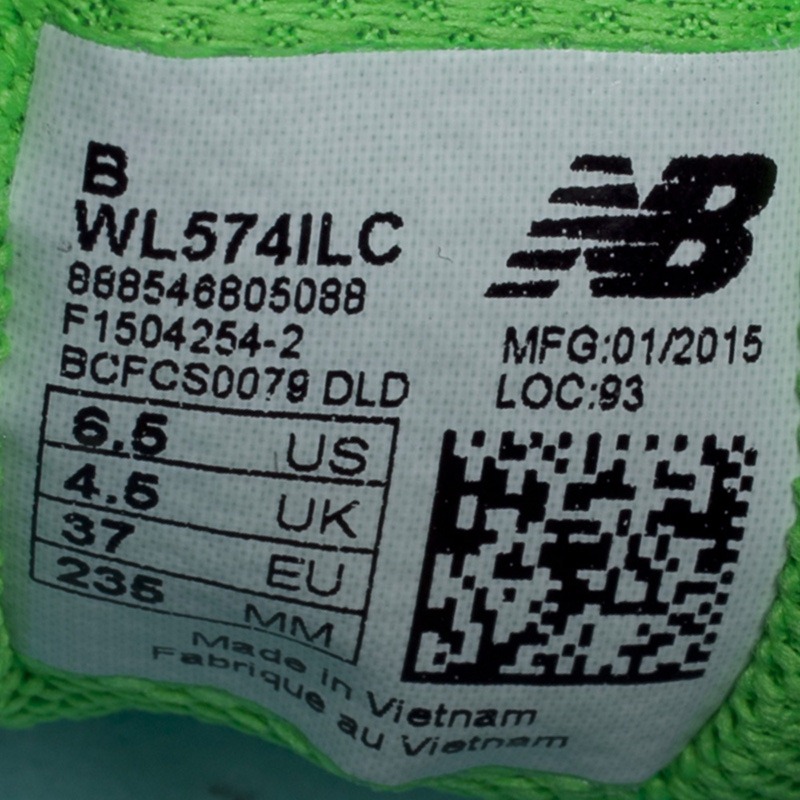 B
WL574ILC
888546805088
F1504254-2
BCFCS0079 DLD
6.5 US
4.5 UK
37 EU
235 MM
Made in Vietnam
Fabrique au Vietnam
NB
MFG:01/2015
LOC:93